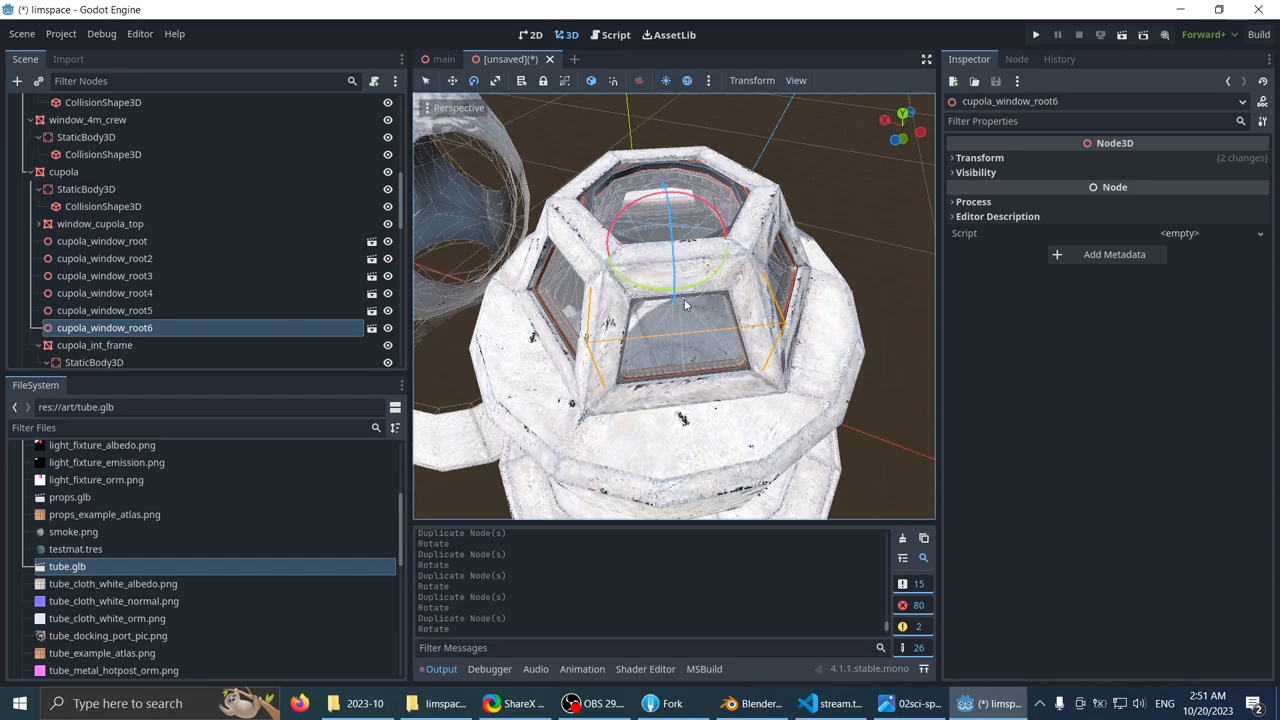 (*) limspace - Godot Engine
Scene Project Debug Editor Help
2D 3D Script AssetLib
Forward+ Build
Scene Import
main [unsaved](*)
Inspector Node History
Filter Nodes
Transform View
CollisionShape3D
window_4m_crew
StaticBody3D
CollisionShape3D
cupola
StaticBody3D
CollisionShape3D
window_cupola_top
cupola_window_root
cupola_window_root2
cupola_window_root3
cupola_window_root4
cupola_window_root5
cupola_window_root6
cupola_int_frame
StaticBody3D
Perspective
Y
cupola_window_root6
Filter Properties
Node3D
Transform (2 changes)
Visibility
Node
Process
Editor Description
Script <empty>
Add Metadata
FileSystem
res://art/tube.glb
Filter Files
light_fixture_albedo.png
light_fixture_emission.png
light_fixture_orm.png
props.glb
props_example_atlas.png
smoke.png
testmat.tres
tube.glb
tube_cloth_white_albedo.png
tube_cloth_white_normal.png
tube_cloth_white_orm.png
tube_docking_port_pic.png
tube_example_atlas.png
tube_metal_hotpost_orm.png
Duplicate Node(s)
Rotate
Duplicate Node(s)
Rotate
Duplicate Node(s)
Rotate
Duplicate Node(s)
Rotate
Duplicate Node(s)
Rotate
15
80
2
26
Filter Messages
Output Debugger Audio Animation Shader Editor MSBuild
4.1.1.stable.mono
Type here to search
2023-10
limspac...
ShareX ...
OBS 29....
Fork
Blender...
stream.t...
02sci-sp...
(*) limsp...
ENG
2:51 AM
10/20/2023
2